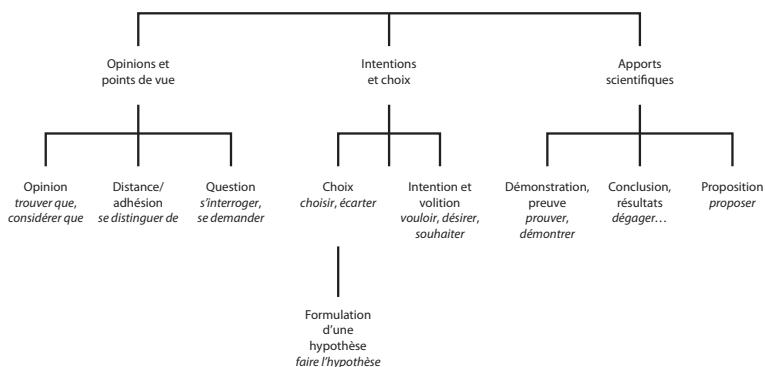 Opinions et
points de vue
Intentions
et choix
Apports
scientifiques
Opinion
trouver que,
considérer que
Distance/
adhésion
se distinguer de
Question
s’interroger,
se demander
Choix
choisir, écarter
Intention et
volition
vouloir, désirer,
souhaiter
Démonstration,
preuve
prouver,
démontrer
Conclusion,
résultats
dégager…
Proposition
proposer
Formulation
d’une
hypothèse
faire l’hypothèse